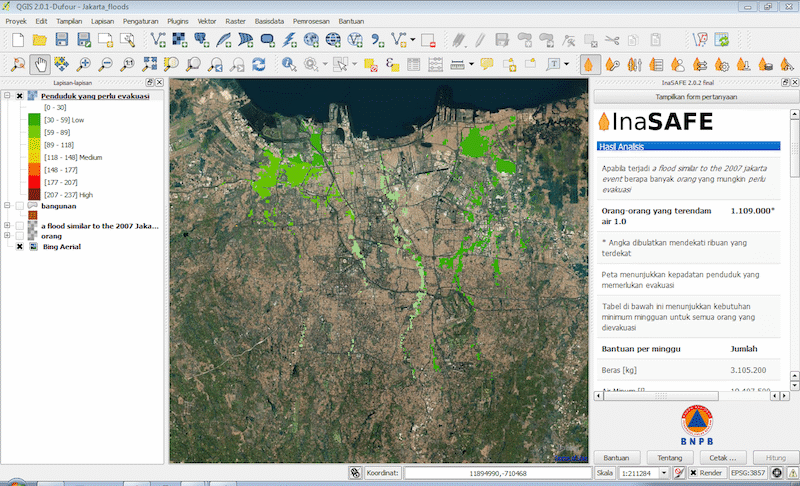 QGIS 2.0.1-Dufour - Jakarta_floods
Proyek Edit Tampilan Lapisan Pengaturan Plugins Vektor Raster Basisdata Pemrosesan Bantuan
Lapisan-lapisan
Penduduk yang perlu evakuasi
[0 - 30]
[30 - 59] Low
[59 - 89]
[89 - 118]
[118 - 148] Medium
[148 - 177]
[177 - 207]
[207 - 237] High
bangunan
a flood similar to the 2007 Jaka...
orang
Bing Aerial
InaSAFE 2.0.2 final
Tampilkan form pertanyaan
InaSAFE
Hasil Analisis
Apabila terjadi a flood similar to the 2007 jakarta
event berapa banyak orang yang mungkin perlu
evakuasi
Orang-orang yang terendam 1.109.000*
air 1.0
* Angka dibulatkan mendekati ribuan yang
terdekat
Peta menunjukkan kepadatan penduduk yang
memerlukan evakuasi
Tabel di bawah ini menunjukkan kebutuhan
minimum mingguan untuk semua orang yang
dievakuasi
Bantuan per minggu Jumlah
Beras [kg] 3.105.200
BNPB
Bantuan Tentang Cetak ... Hitung
Koordinat: 11894990,-710468 Skala 1:211284 Render EPSG:3857